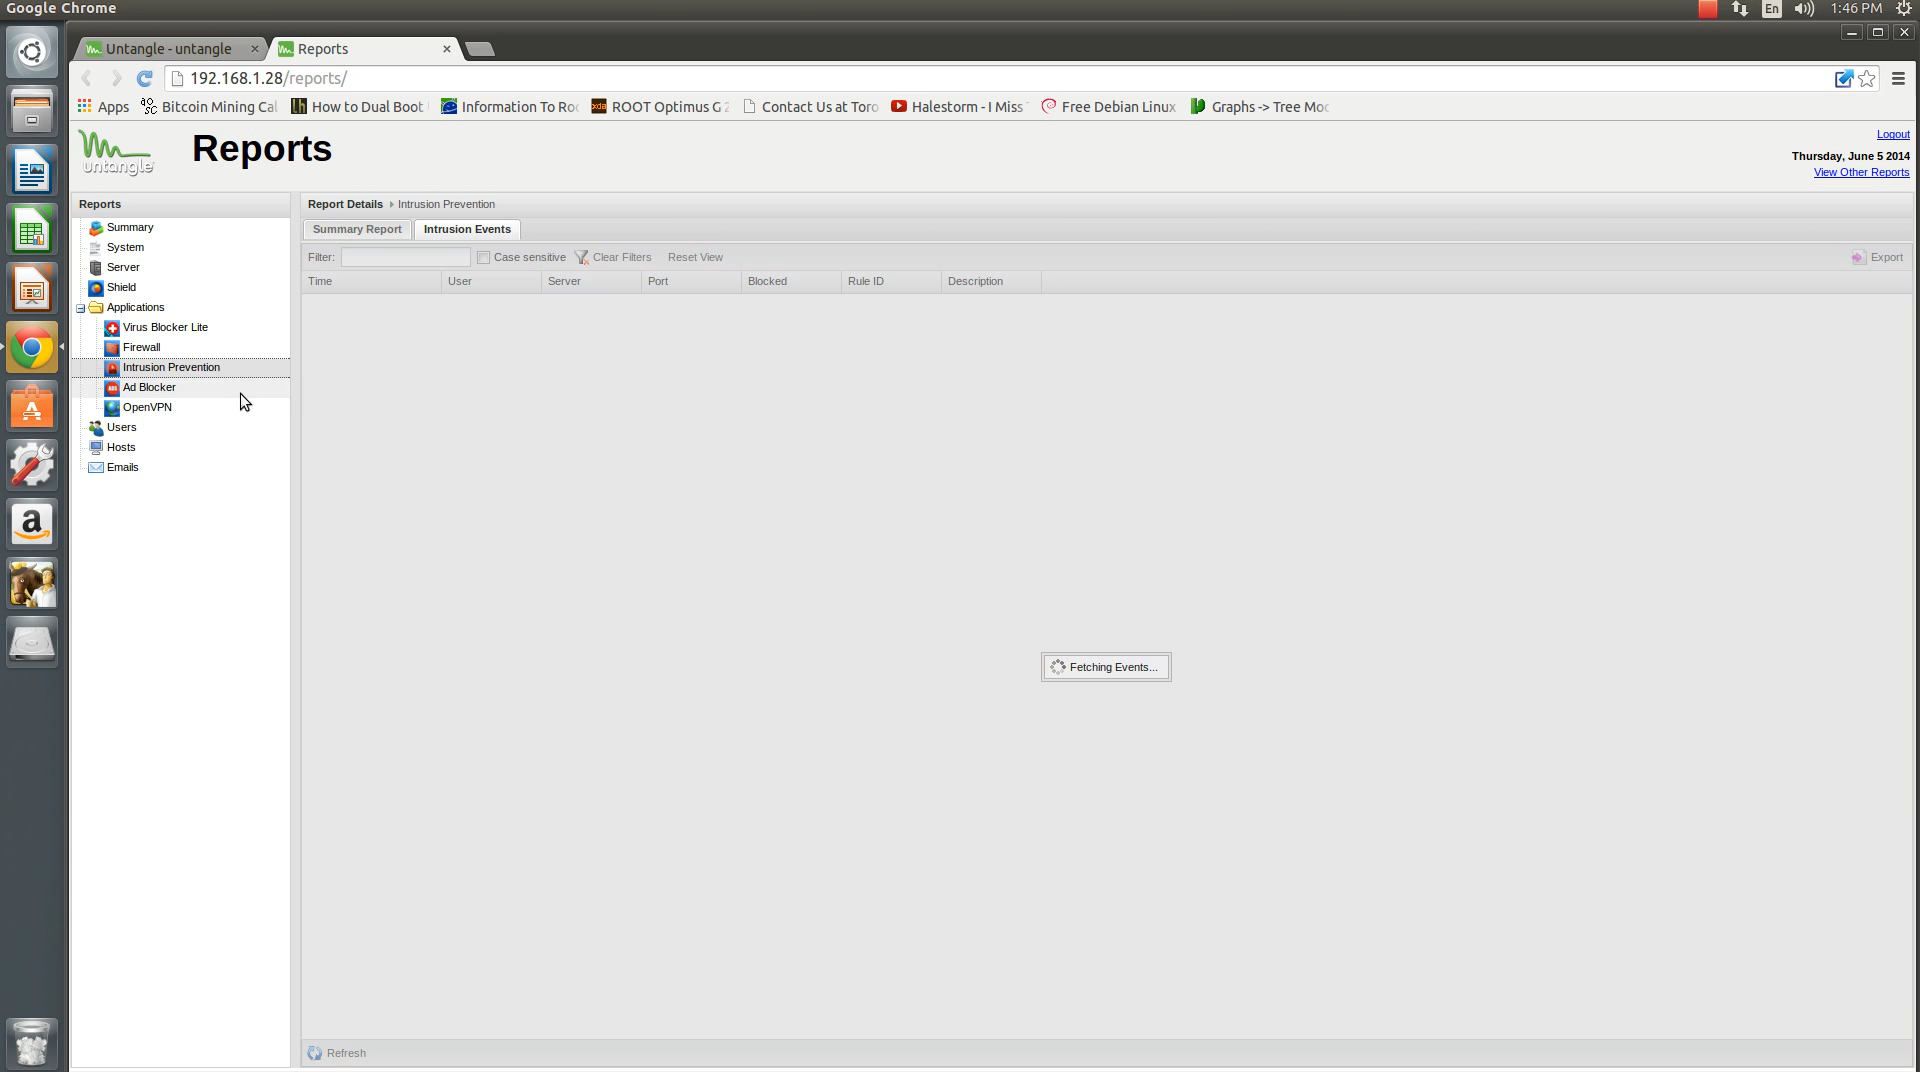 Google Chrome
En
1:46 PM
Untangle - untangle
Reports
192.168.1.28/reports/
Apps
Bitcoin Mining Cal
How to Dual Boot
Information To Roo
ROOT Optimus G 2
Contact Us at Toro
Halestorm - I Miss
Free Debian Linux
Graphs -> Tree Mod
untangle
Reports
Logout
Thursday, June 5 2014
View Other Reports
Reports
Summary
System
Server
Shield
Applications
Virus Blocker Lite
Firewall
Intrusion Prevention
Ad Blocker
OpenVPN
Users
Hosts
Emails
Report Details
Intrusion Prevention
Summary Report
Intrusion Events
Filter:
Case sensitive
Clear Filters
Reset View
Export
Time
User
Server
Port
Blocked
Rule ID
Description
Fetching Events...
Refresh